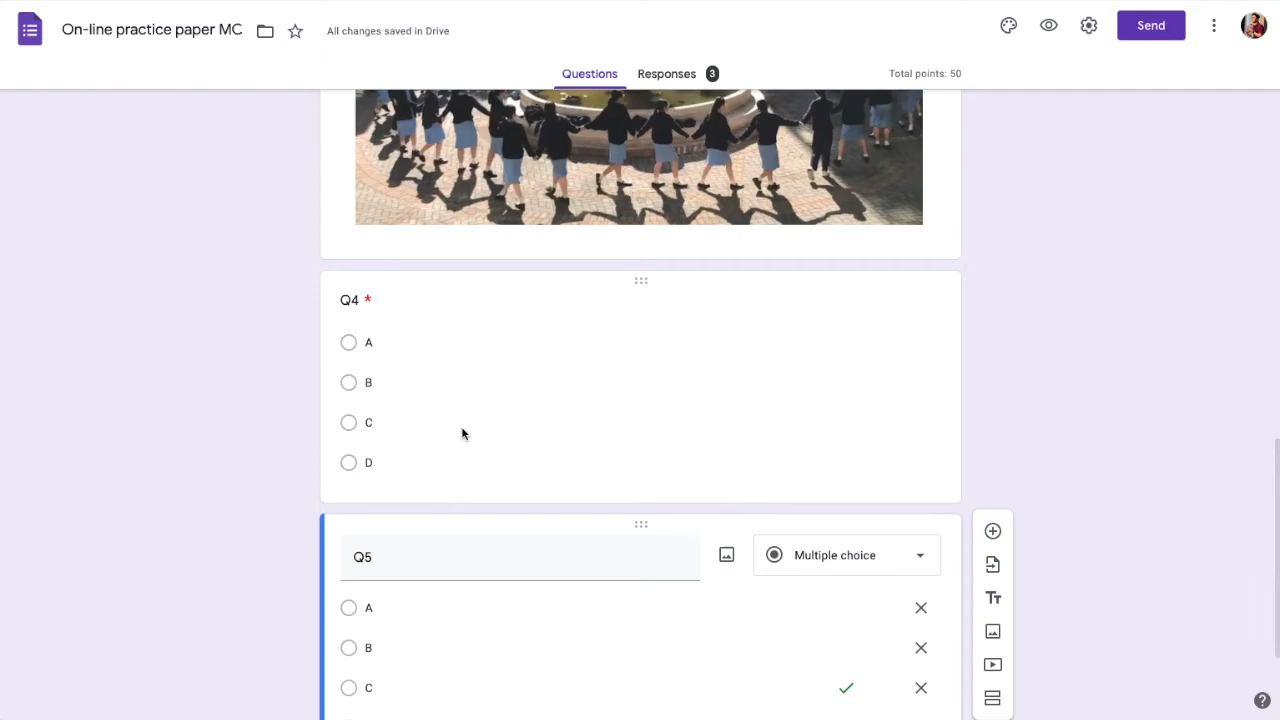 On-line practice paper MC
All changes saved in Drive
Send
Questions
Responses 3
Total points: 50
Q4 *
A
B
C
D
Q5
Multiple choice
A
B
C
Tт